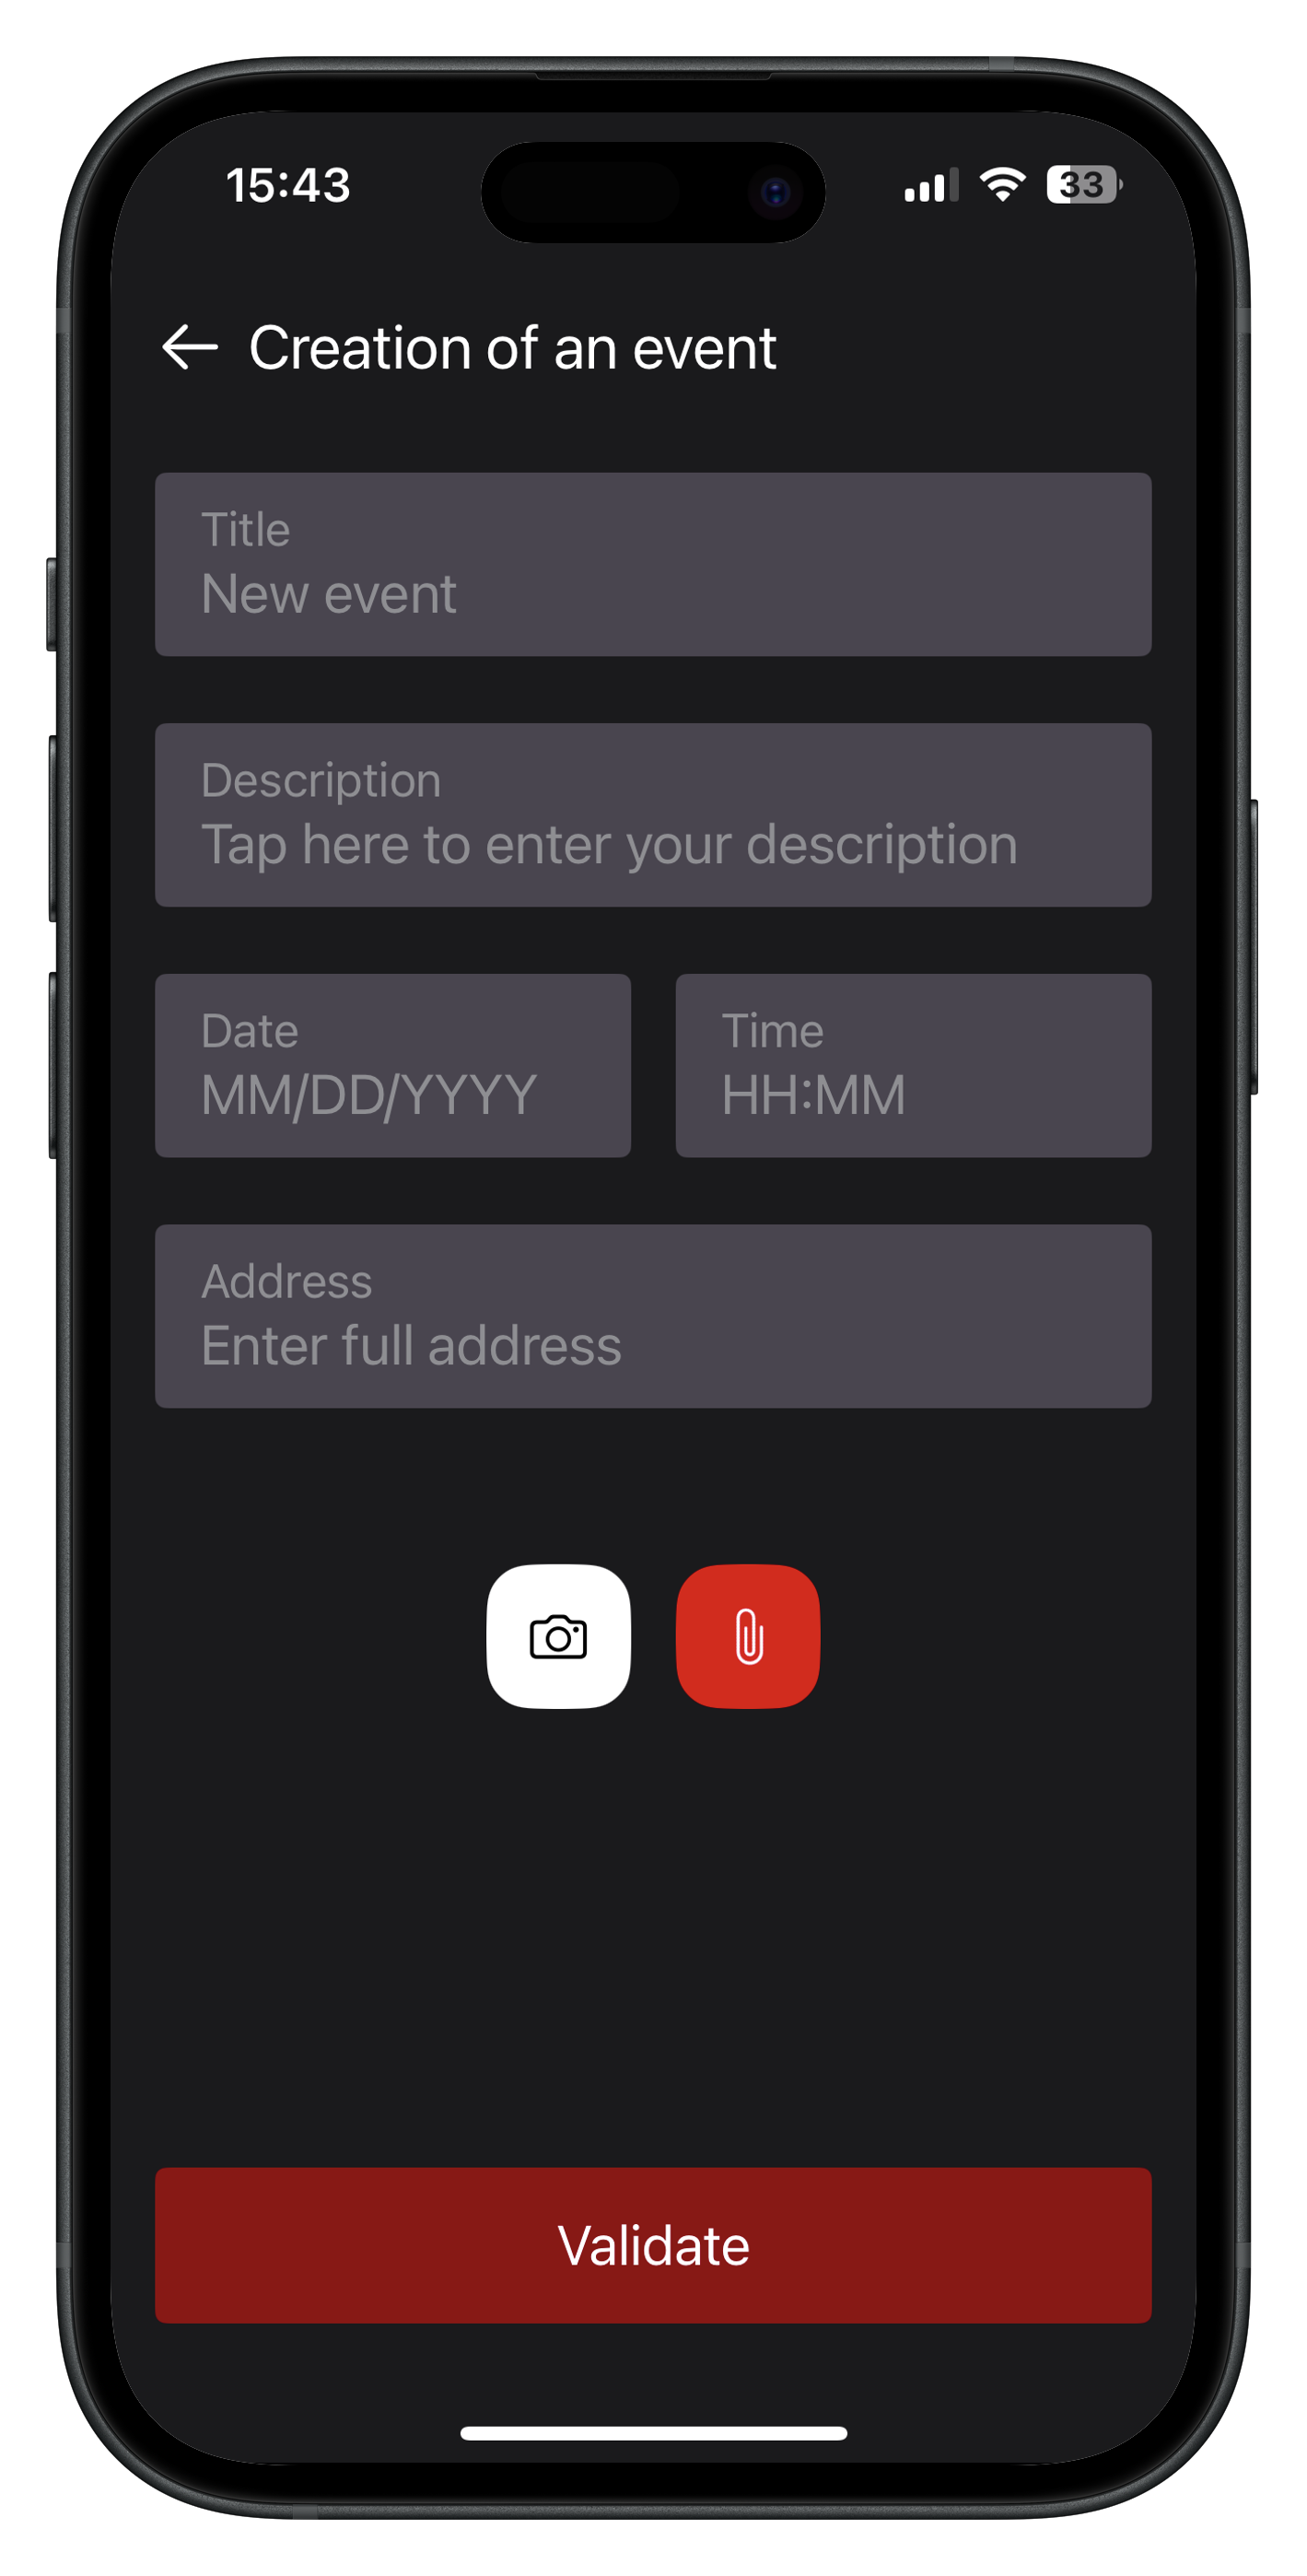 15:43
33
Creation of an event
Title
New event
Description
Tap here to enter your description
Date
MM/DD/YYYY
Time
HH:MM
Address
Enter full address
Validate